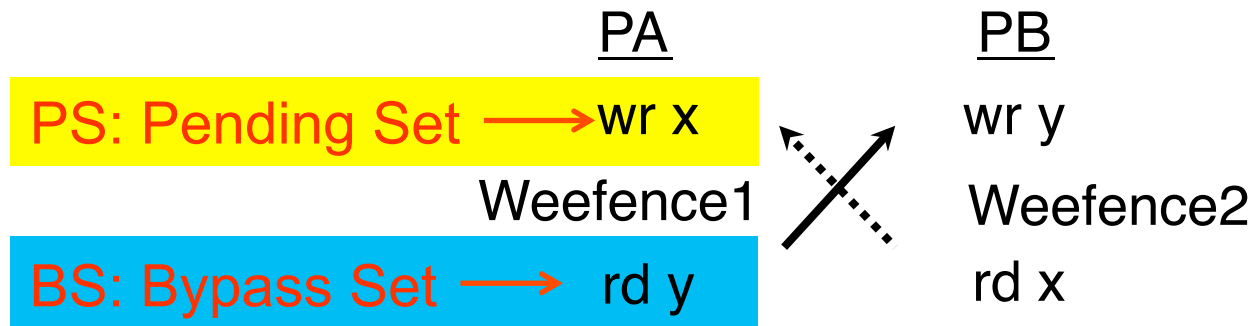 PA PB
PS: Pending Set wr x wr y
Weefence1 Weefence2
BS: Bypass Set rd y rd x